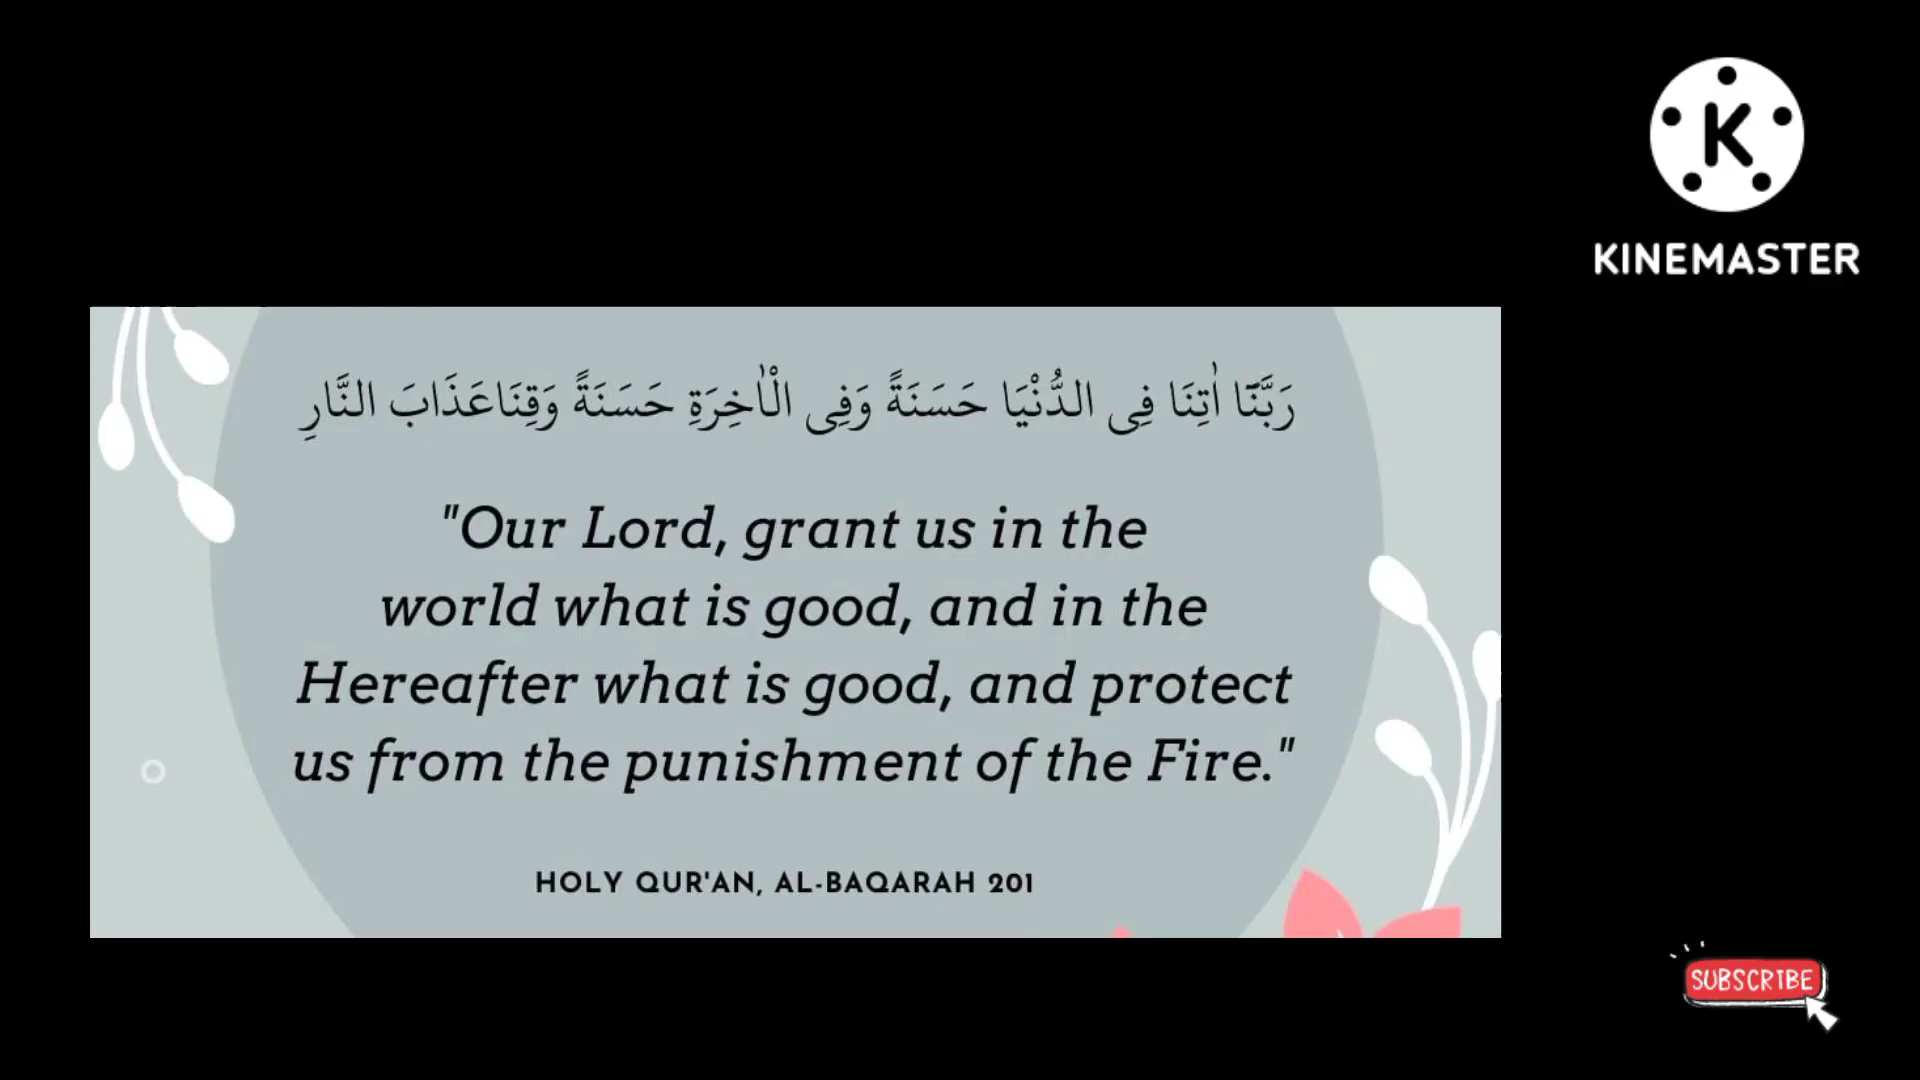 K
KINEMASTER
رَبَّنَآ اٰتِنَا فِى الدُّنْيَا حَسَنَةً وَفِى الْاٰخِرَةِ حَسَنَةً وَقِنَاعَذَابَ النَّارِ
"Our Lord, grant us in the
world what is good, and in the
Hereafter what is good, and protect
us from the punishment of the Fire."
HOLY QUR'AN, AL-BAQARAH 201
SUBSCRIBE